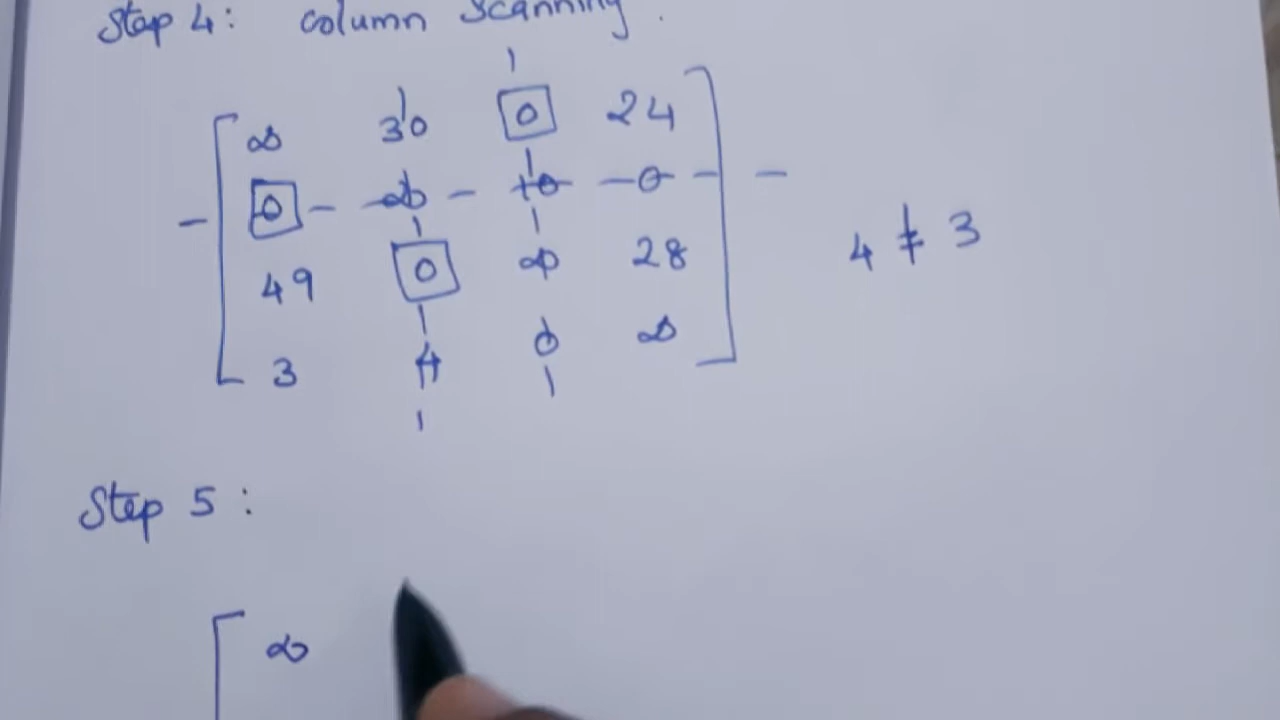 Step 4: column scanning.
∞ 30 0 24
0 ∞ 10 0
49 0 ∞ 28
3 4 0 ∞
4 ≠ 3
Step 5:
∞